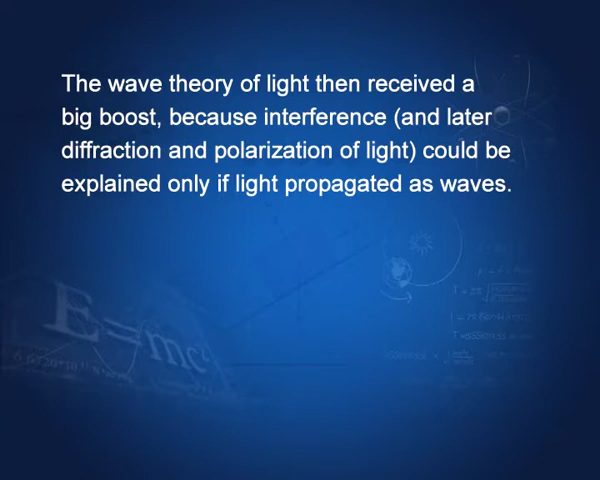 The wave theory of light then received a
big boost, because interference (and later
diffraction and polarization of light) could be
explained only if light propagated as waves.
E=mc²